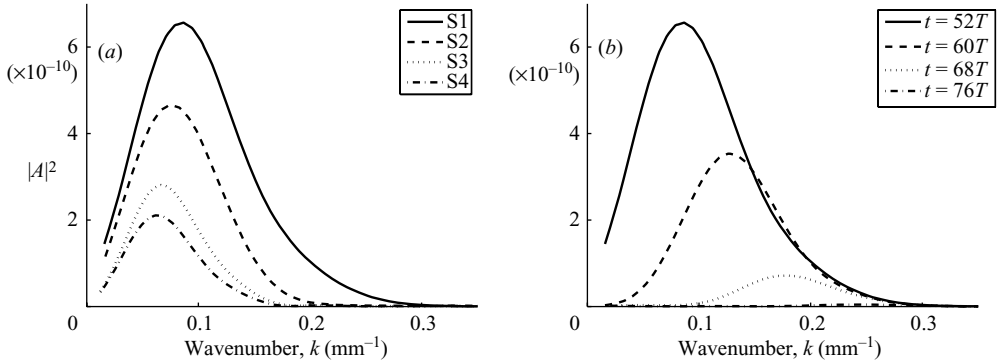 (a)
S1
S2
S3
S4
6
(×10⁻¹⁰)
4
|A|²
2
0
0.1
0.2
0.3
Wavenumber, k (mm⁻¹)
(b)
t = 52T
t = 60T
t = 68T
t = 76T
6
(×10⁻¹⁰)
4
2
0
0.1
0.2
0.3
Wavenumber, k (mm⁻¹)